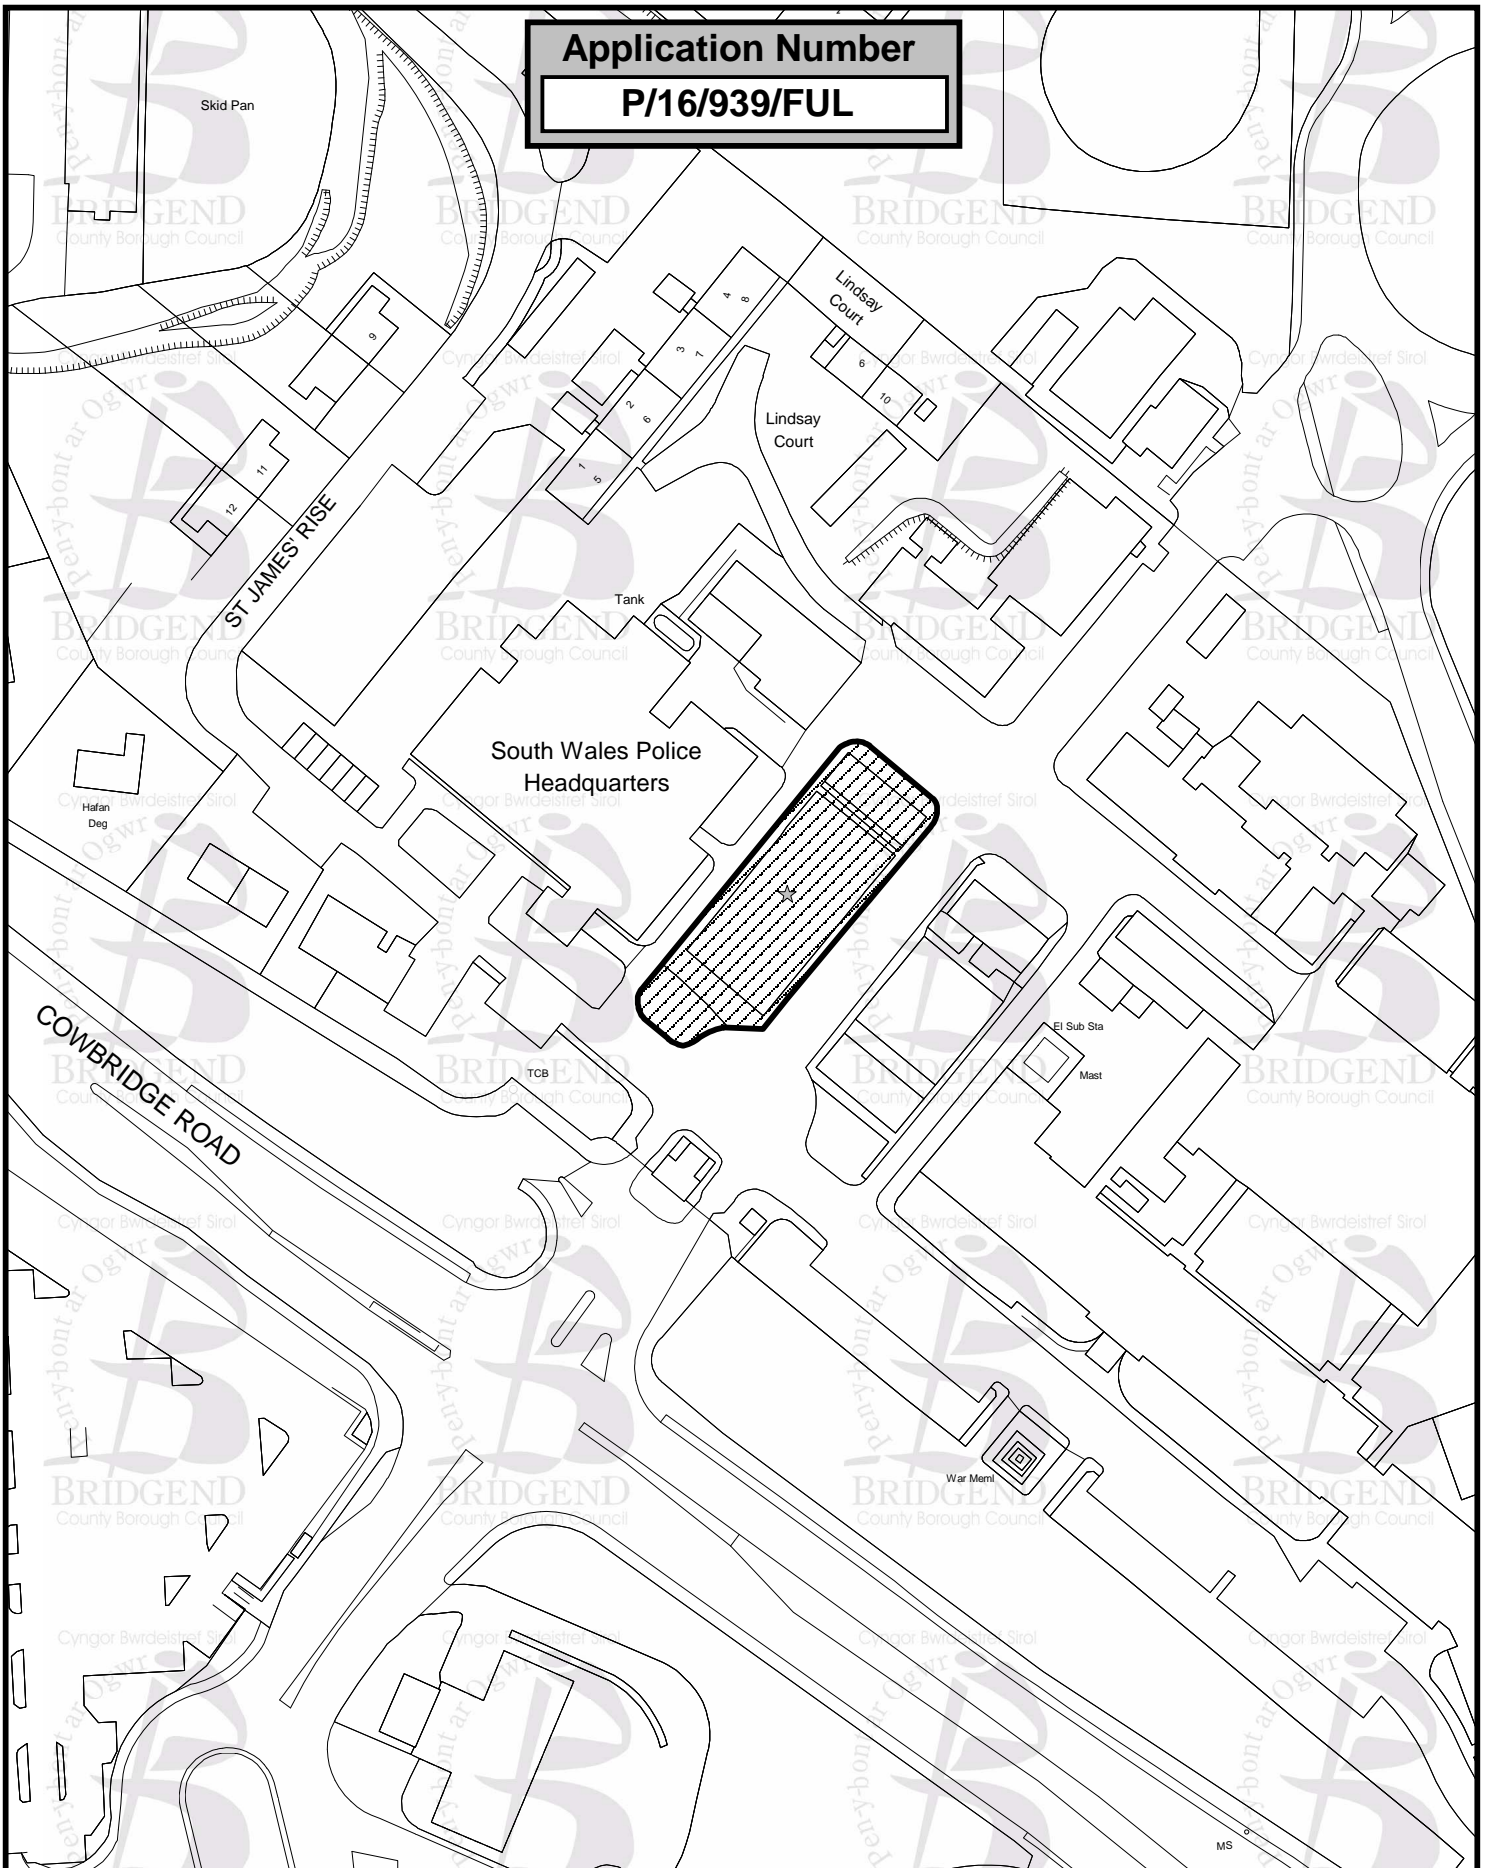 Application Number
P/16/939/FUL
Skid Pan
Lindsay
Court
4
8
3
7
9
6
2
6
10
Lindsay
Court
1
5
11
12
ST JAMES' RISE
Tank
South Wales Police
Headquarters
Hafan
Deg
COWBRIDGE ROAD
El Sub Sta
TCB
Mast
War Meml
MS
Cyngor Bwrdeistref Sirol
Pen-y-bont ar Ogwr
BRIDGEND
County Borough Council